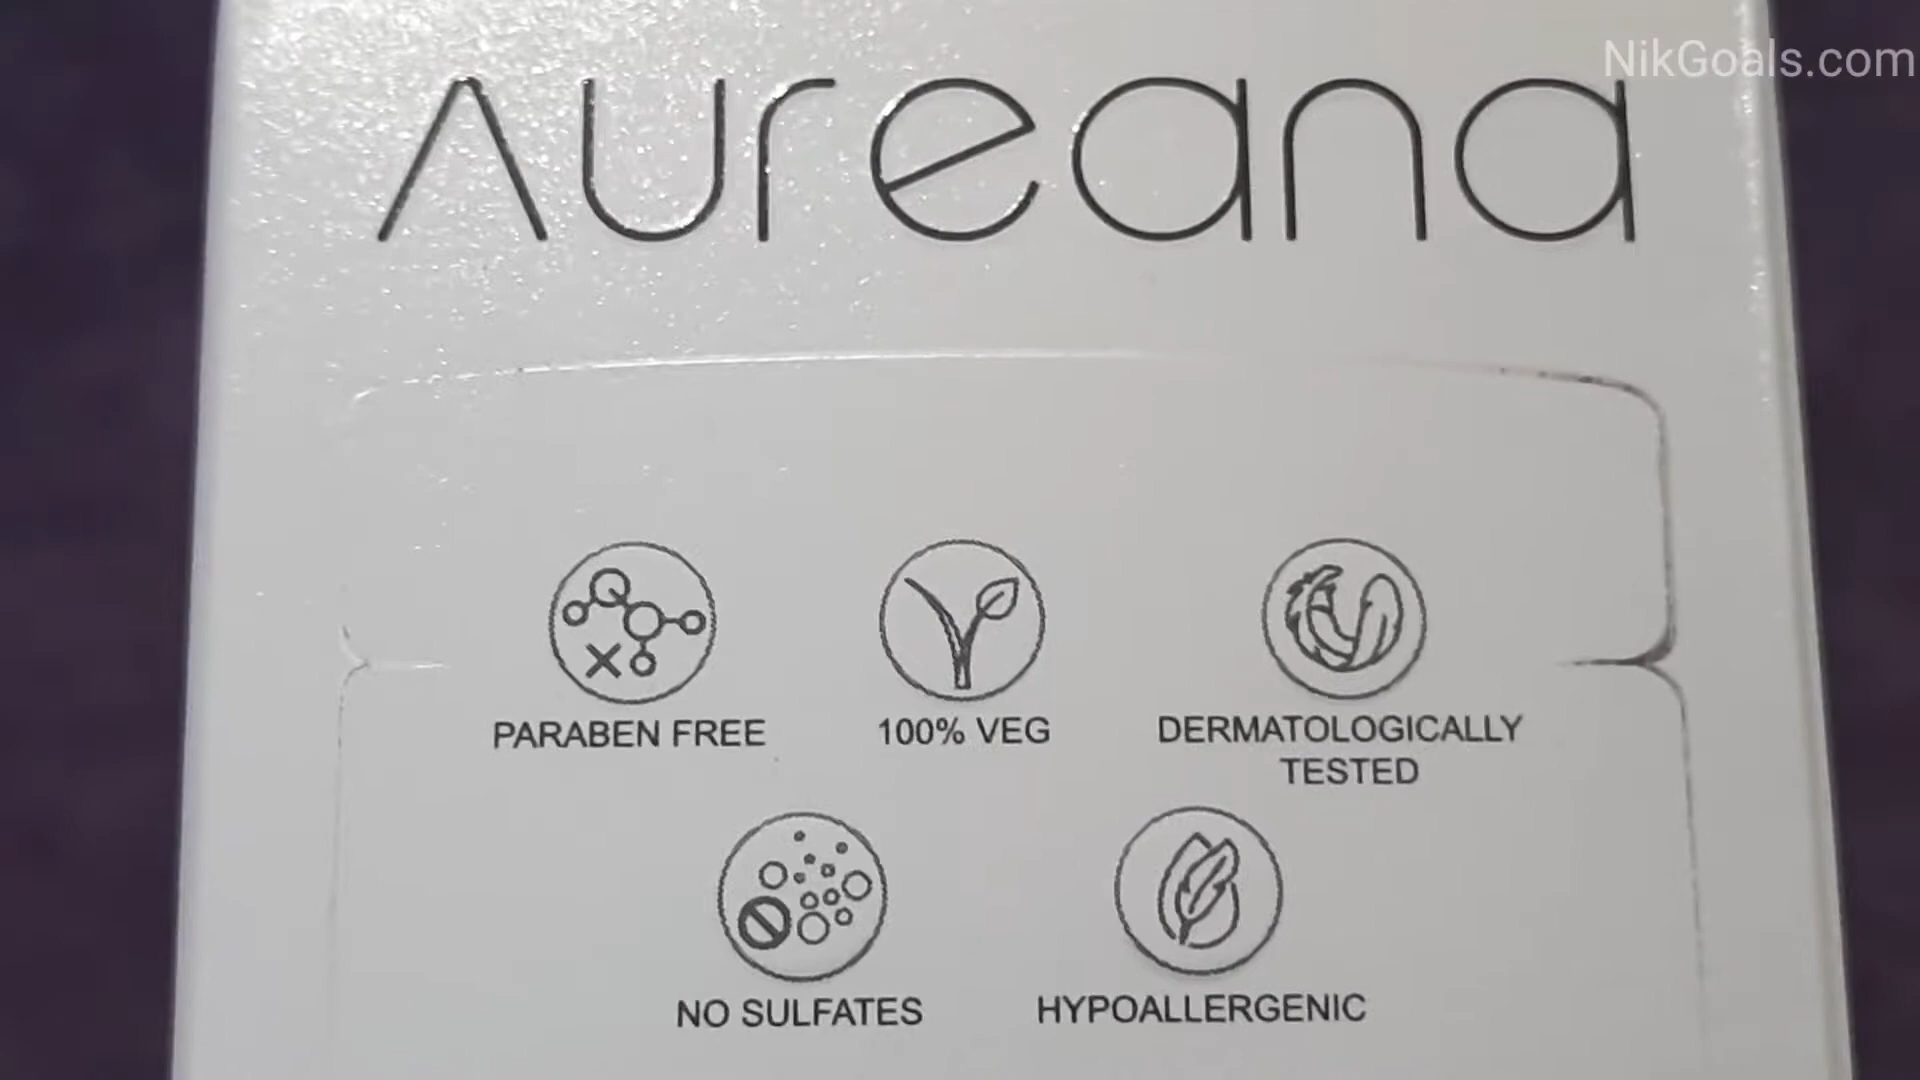 NikGoals.com
Aureana
PARABEN FREE
100% VEG
DERMATOLOGICALLY
TESTED
NO SULFATES
HYPOALLERGENIC